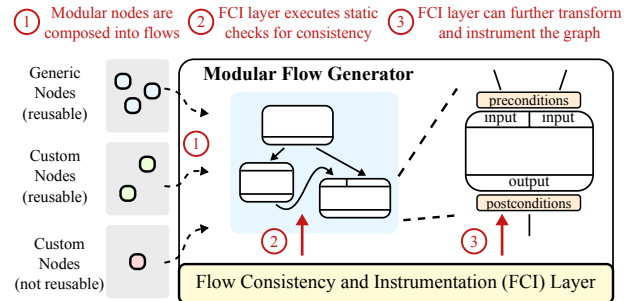 1 Modular nodes are
composed into flows
2 FCI layer executes static
checks for consistency
3 FCI layer can further transform
and instrument the graph
Generic
Nodes
(reusable)
Custom
Nodes
(reusable)
Custom
Nodes
(not reusable)
1
Modular Flow Generator
2
3
preconditions
input input
output
postconditions
Flow Consistency and Instrumentation (FCI) Layer